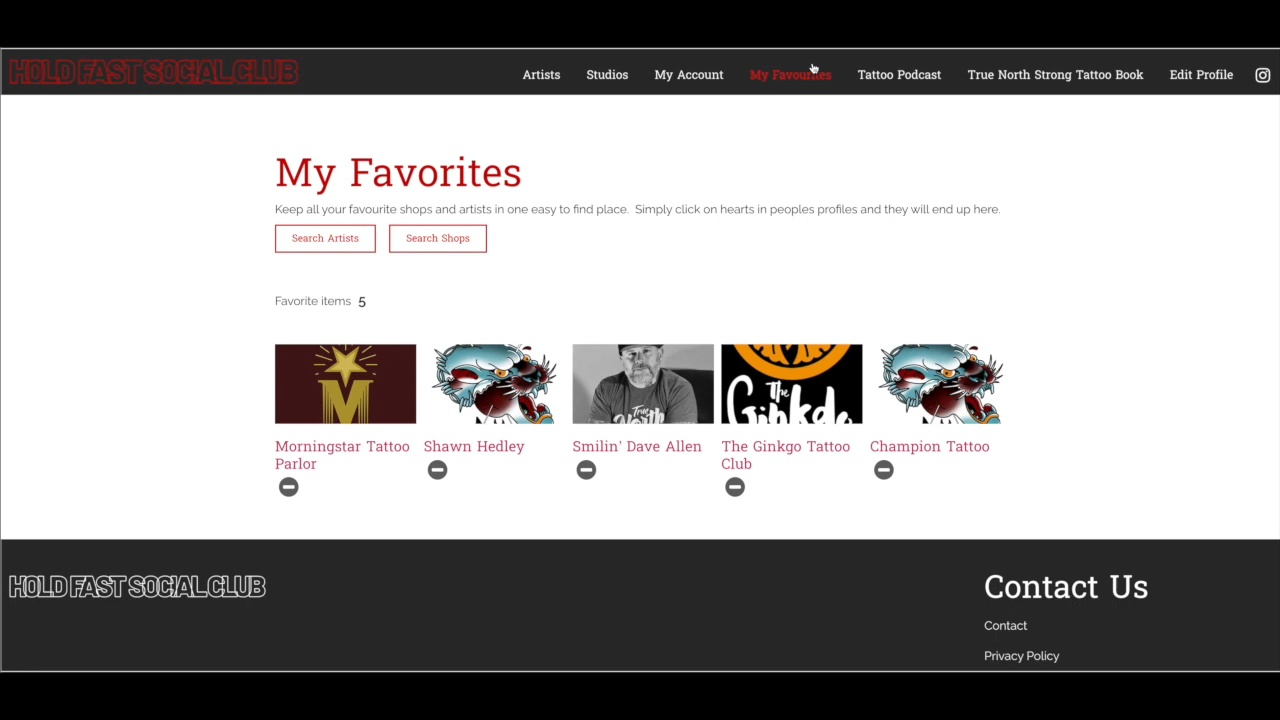 HOLD FAST SOCIAL CLUB
Artists Studios My Account My Favourites Tattoo Podcast True North Strong Tattoo Book Edit Profile
My Favorites
Keep all your favourite shops and artists in one easy to find place. Simply click on hearts in peoples profiles and they will end up here.
Search Artists Search Shops
Favorite items 5
M
True
North
The
Ginkgo
Morningstar Tattoo
Parlor
Shawn Hedley
Smilin' Dave Allen
The Ginkgo Tattoo
Club
Champion Tattoo
HOLD FAST SOCIAL CLUB
Contact Us
Contact
Privacy Policy